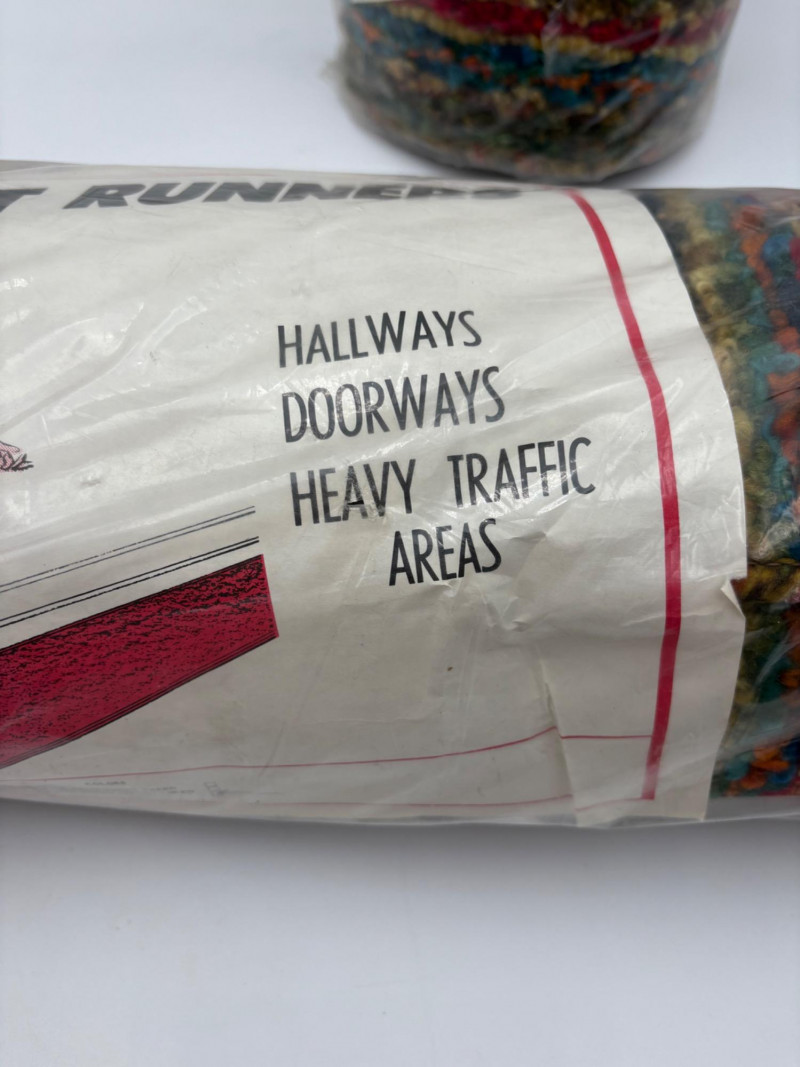 T RUNNERS
HALLWAYS
DOORWAYS
HEAVY TRAFFIC
AREAS